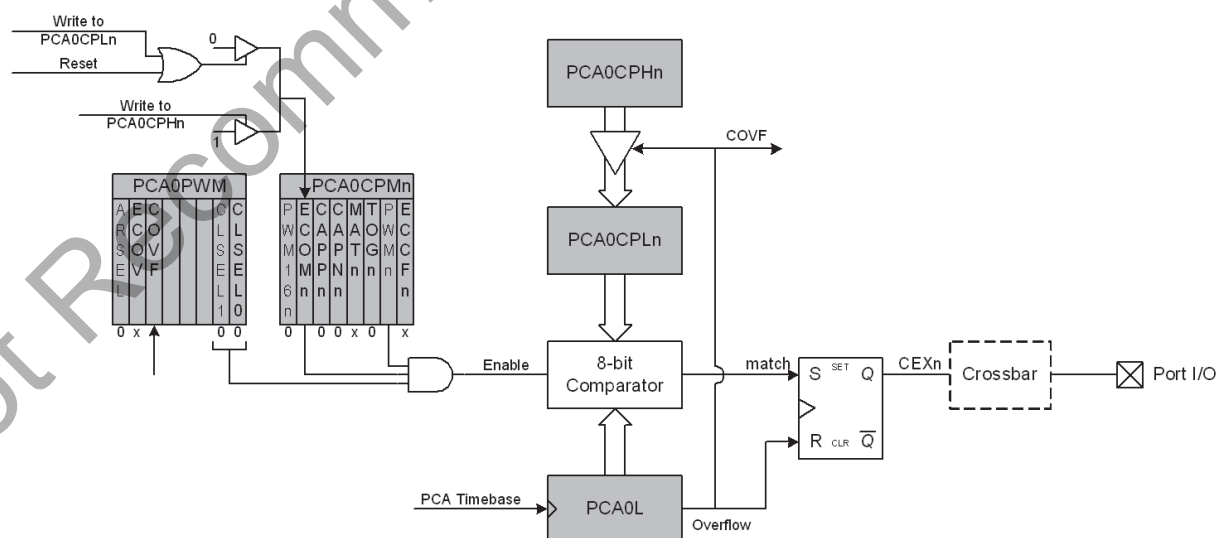 Write to
PCA0CPLn
Reset
0
Write to
PCA0CPHn
1
PCA0PWM
ARSEL ECOV COVF CLSEL1 CLSEL0
0 x 0 0
PCA0CPMn
PWM16n ECOMn CAPPn CAPNn MATn TOGn PWMn ECCFn
0 0 0 x 0 x
Enable
PCA0CPHn
COVF
PCA0CPLn
8-bit
Comparator
match
S SET Q
R CLR Q
CEXn
Crossbar
Port I/O
PCA Timebase
PCA0L
Overflow
ot Recomm